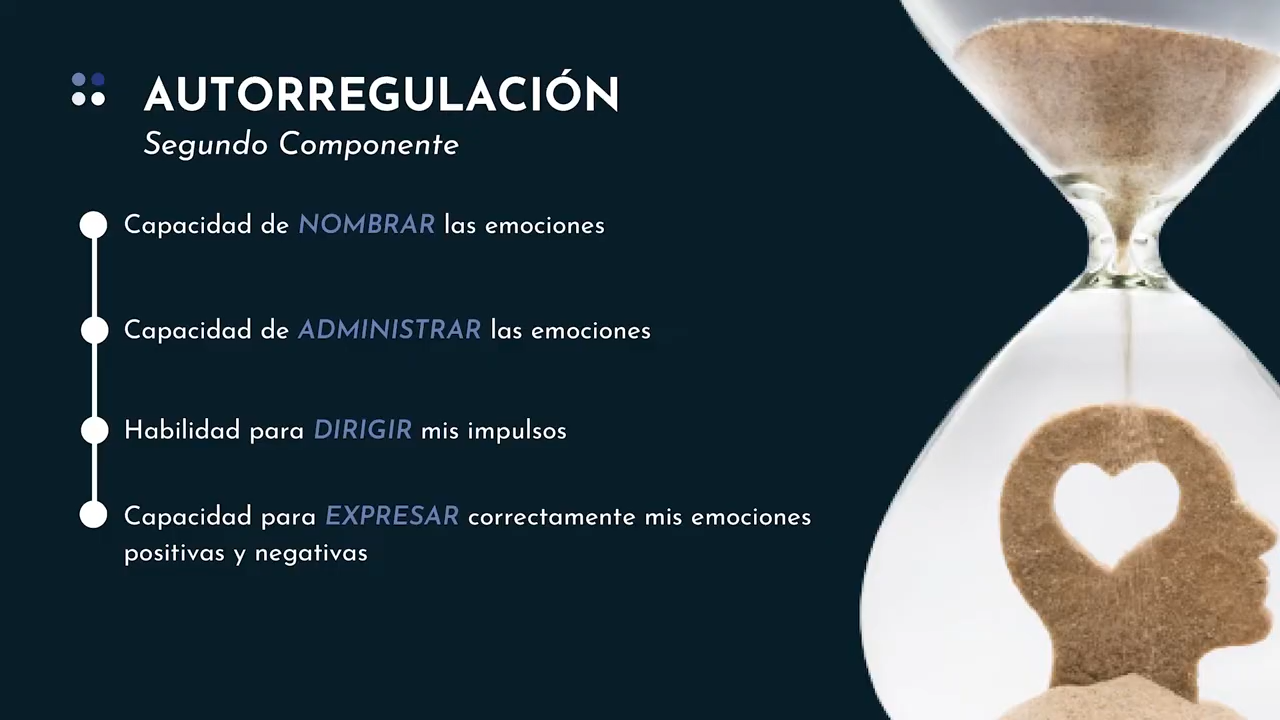 AUTORREGULACIÓN
Segundo Componente
Capacidad de NOMBRAR las emociones
Capacidad de ADMINISTRAR las emociones
Habilidad para DIRIGIR mis impulsos
Capacidad para EXPRESAR correctamente mis emociones
positivas y negativas